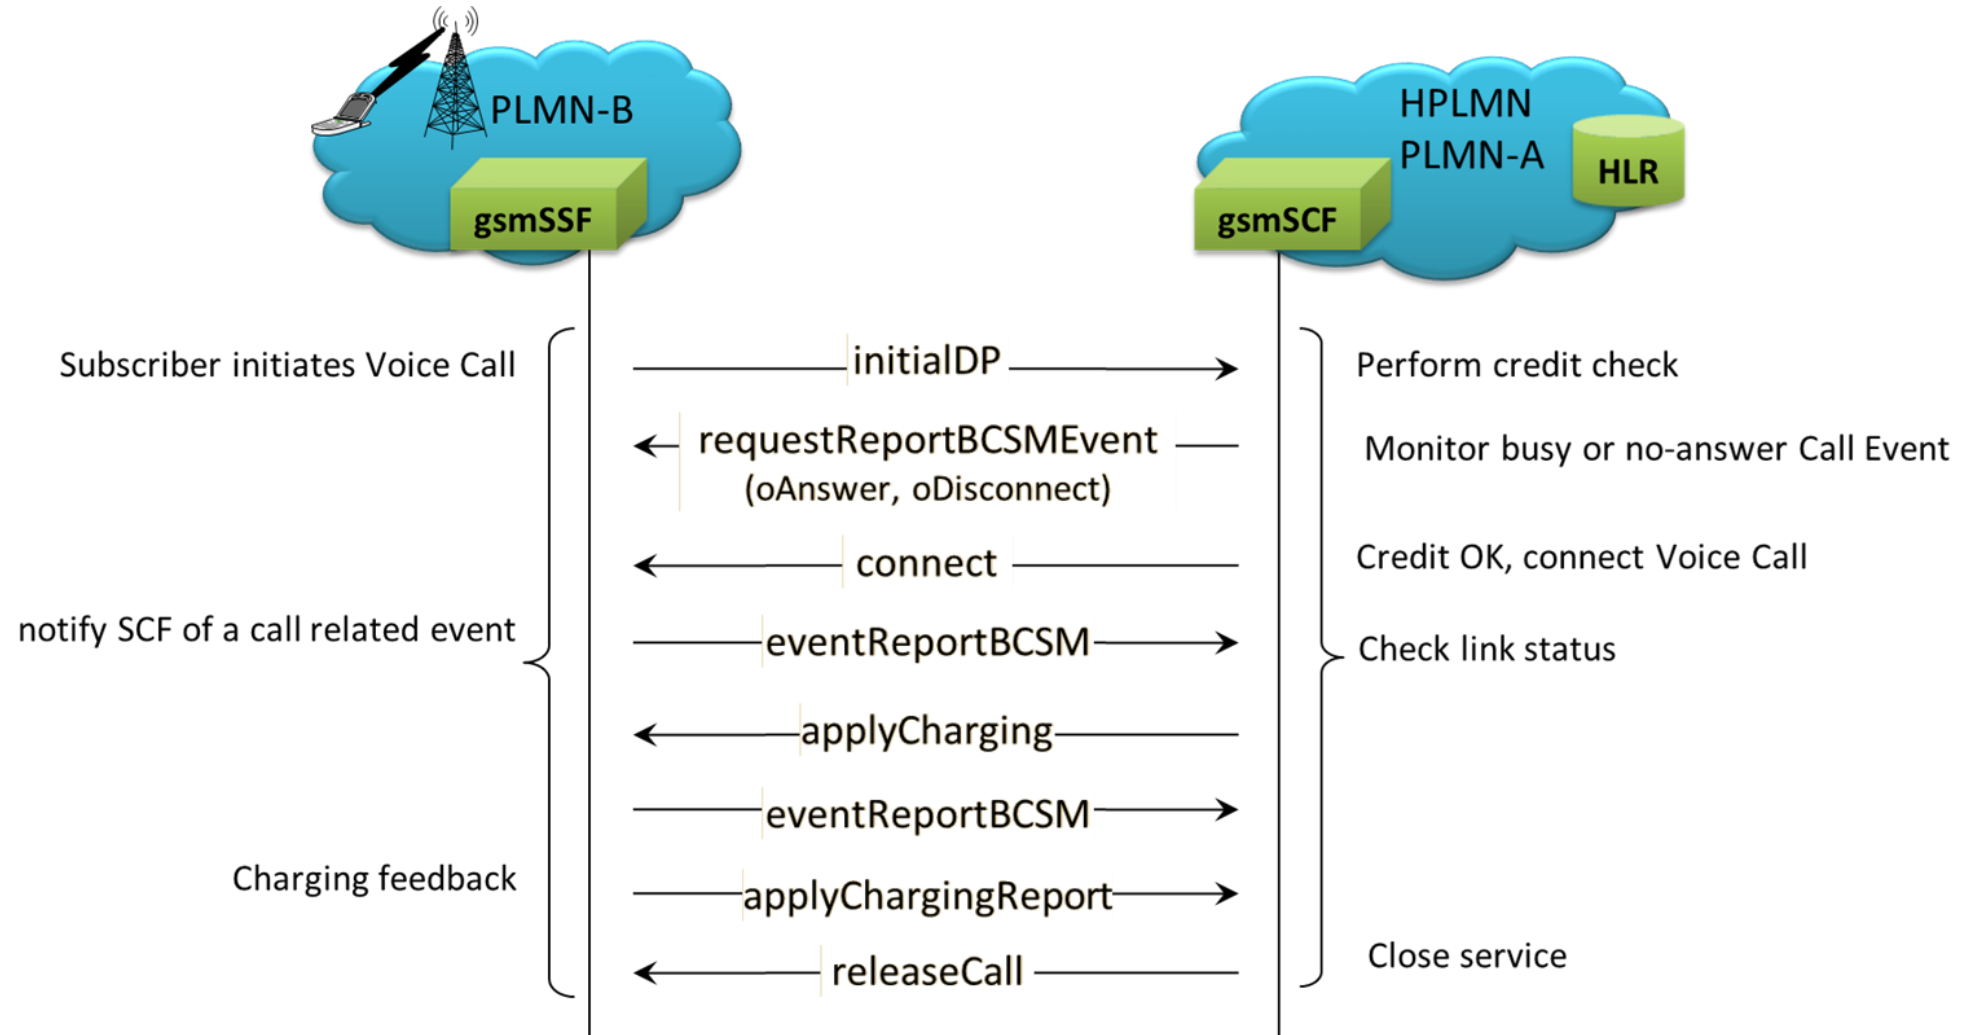 PLMN-B
HPLMN
PLMN-A
HLR
gsmSSF
gsmSCF
Subscriber initiates Voice Call
initialDP
Perform credit check
requestReportBCSMEvent
(oAnswer, oDisconnect)
Monitor busy or no-answer Call Event
connect
Credit OK, connect Voice Call
notify SCF of a call related event
eventReportBCSM
Check link status
applyCharging
eventReportBCSM
Charging feedback
applyChargingReport
releaseCall
Close service